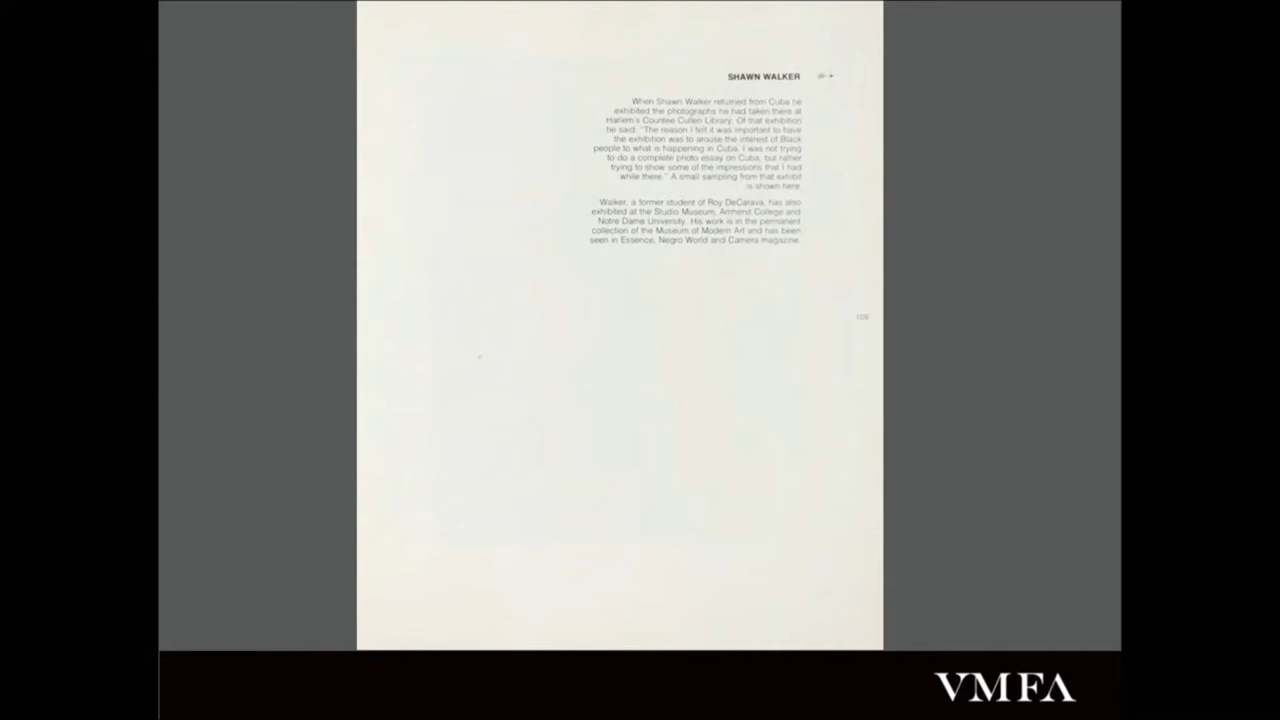 SHAWN WALKER
When Shawn Walker returned from Cuba he
exhibited the photographs he had taken there at
Harlem's Countee Cullen Library. Of that exhibition
he said: "The reason I felt it was important to have
the exhibition was to arouse the interest of Black
people to what is happening in Cuba. I was not trying
to do a complete photo essay on Cuba, but rather
trying to show some of the impressions that I had
while there." A small sampling from that exhibit
is shown here.
Walker, a former student of Roy DeCarava, has also
exhibited at the Studio Museum, Amherst College and
Notre Dame University. His work is in the permanent
collection of the Museum of Modern Art and has been
seen in Essence, Negro World and Camera magazine.
109
VMFA